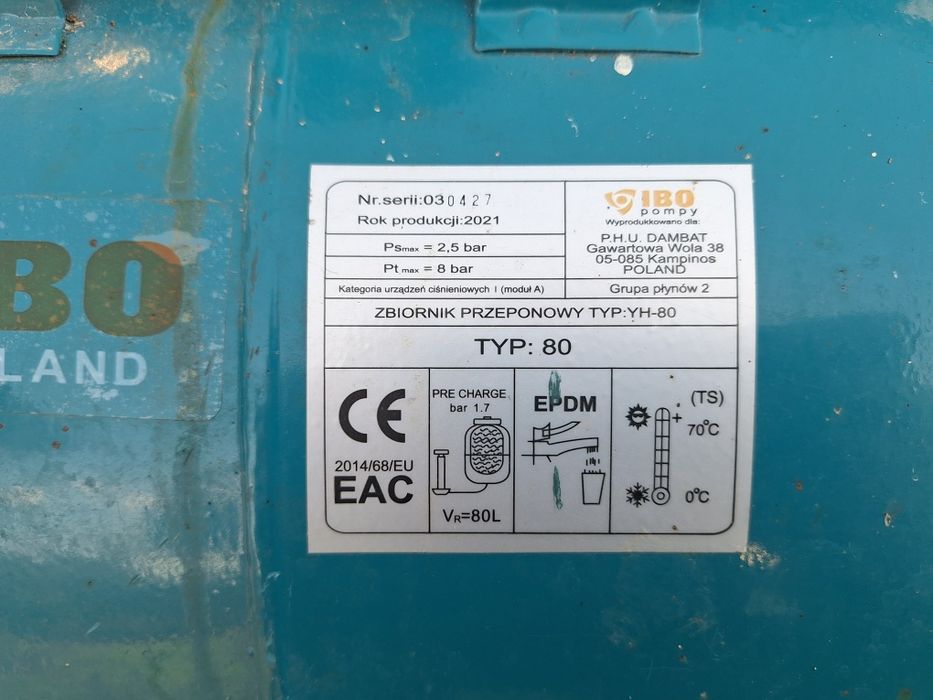 BO
LAND
Nr.serii:030427
Rok produkcji:2021
IBO
pompy
Wyprodukkowano dla:
P.H.U. DAMBAT
Gawartowa Wola 38
05-085 Kampinos
POLAND
Psmax = 2,5 bar
Pt max = 8 bar
Kategoria urządzeń ciśnieniowych I (moduł A)
Grupa płynów 2
ZBIORNIK PRZEPONOWY TYP:YH-80
TYP: 80
CE
2014/68/EU
EAC
PRE CHARGE
bar 1.7
VR=80L
EPDM
(TS)
+ 70°C
0°C